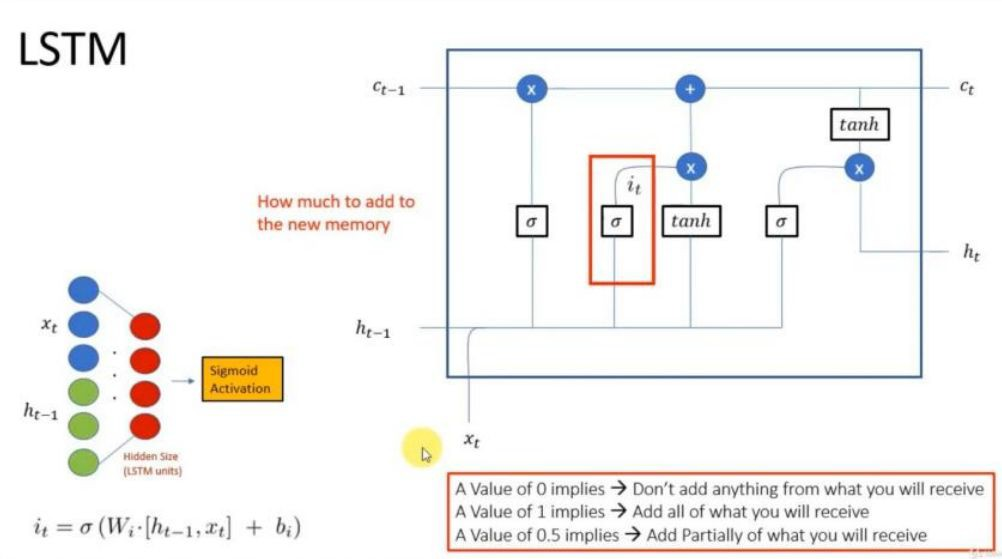 LSTM
c_{t-1}
x
+
c_t
tanh
i_t
x
x
How much to add to
the new memory
σ
σ
tanh
σ
h_t
x_t
h_{t-1}
Sigmoid
Activation
h_{t-1}
Hidden Size
(LSTM units)
x_t
i_t = σ (W_i·[h_{t-1}, x_t] + b_i)
A Value of 0 implies → Don't add anything from what you will receive
A Value of 1 implies → Add all of what you will receive
A Value of 0.5 implies → Add Partially of what you will receive